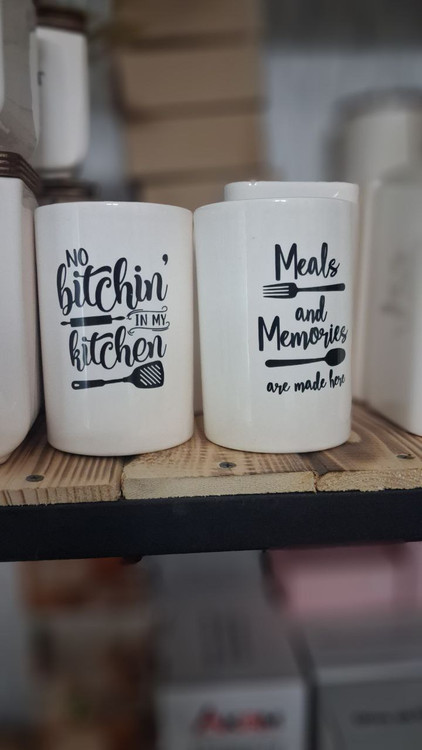 NO
bitchin'
IN MY
kitchen
Meals
and
Memories
are made here